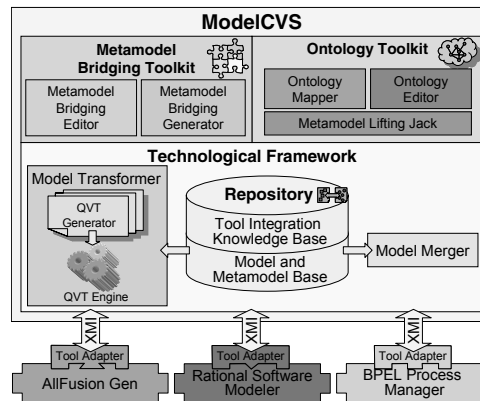 ModelCVS
Metamodel
Bridging Toolkit
Metamodel
Bridging
Editor
Metamodel
Bridging
Generator
Ontology Toolkit
Ontology
Mapper
Ontology
Editor
Metamodel Lifting Jack
Technological Framework
Model Transformer
QVT
Generator
QVT Engine
Repository
Tool Integration
Knowledge Base
Model and
Metamodel Base
Model Merger
XMI
XMI
XMI
Tool Adapter
AllFusion Gen
Tool Adapter
Rational Software
Modeler
Tool Adapter
BPEL Process
Manager